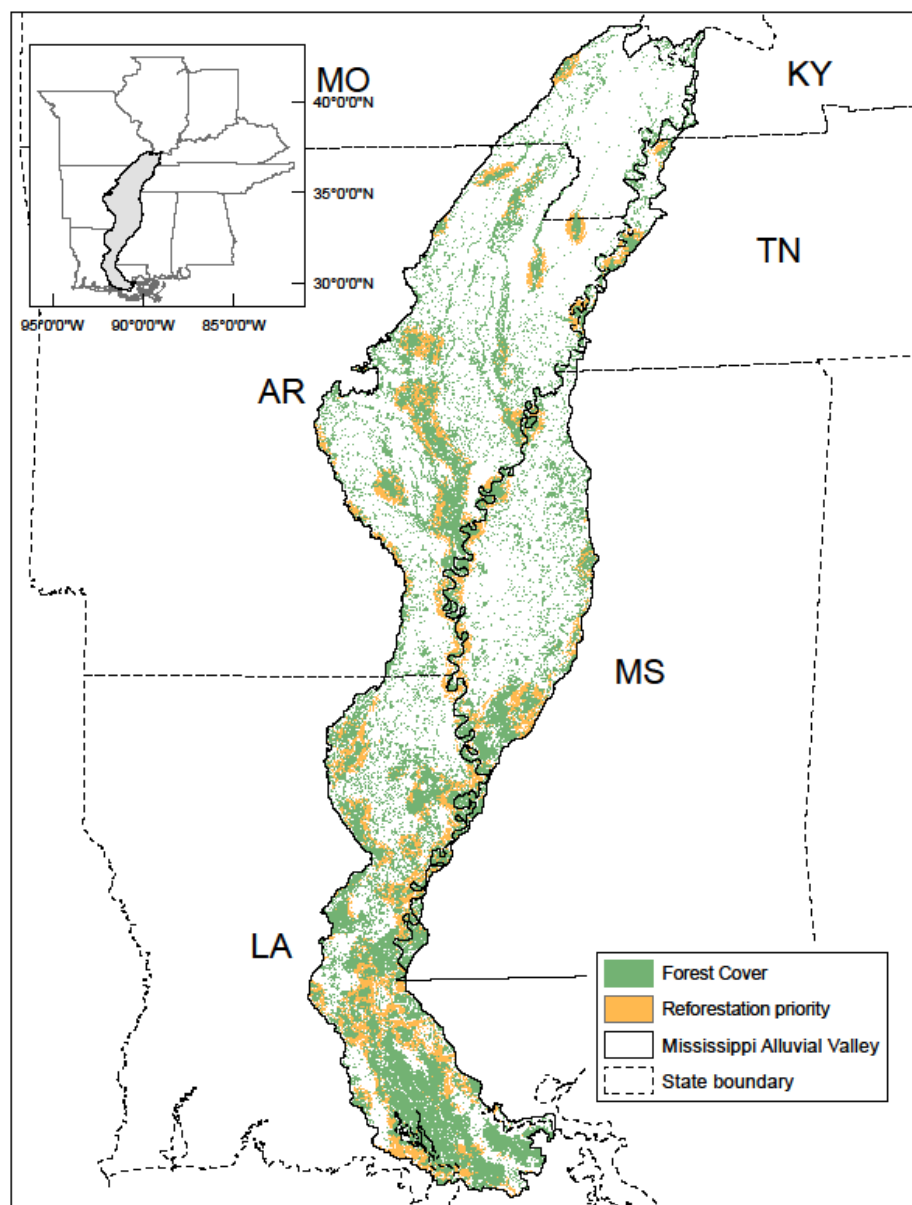 MO
KY
40°0'0"N
35°0'0"N
TN
30°0'0"N
95°0'0"W 90°0'0"W 85°0'0"W
AR
MS
LA
Forest Cover
Reforestation priority
Mississippi Alluvial Valley
State boundary